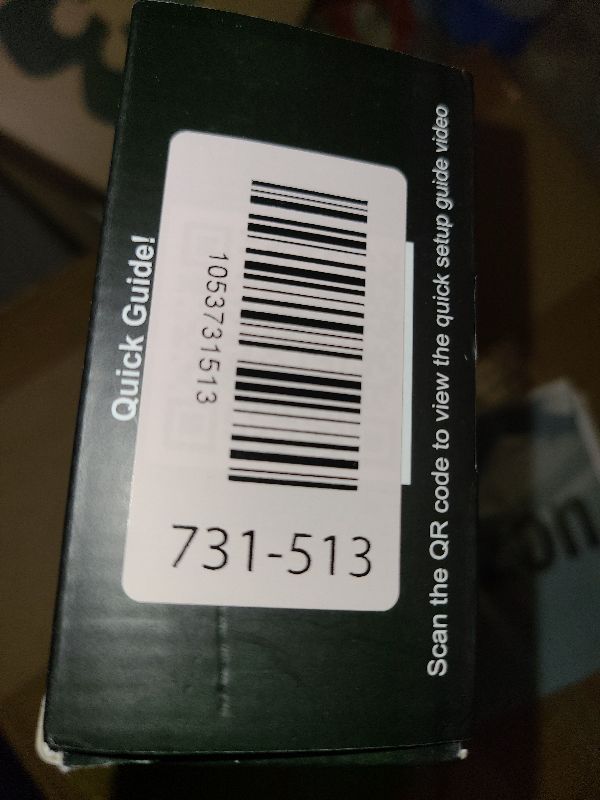 Quick Guide!
1053731513
731-513
Scan the QR code to view the quick setup guide video